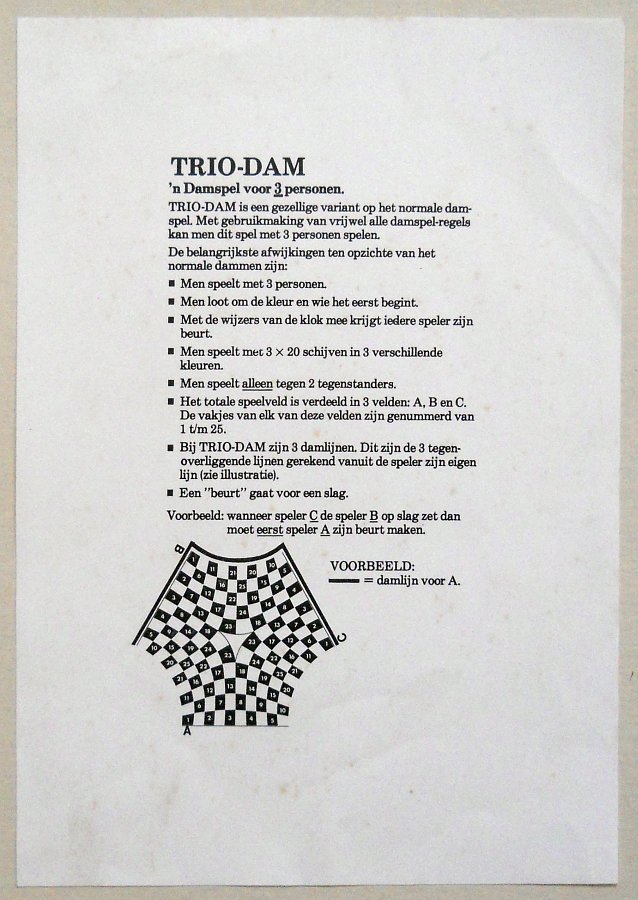 TRIO-DAM
'n Damspel voor 3 personen.
TRIO-DAM is een gezellige variant op het normale dam-
spel. Met gebruikmaking van vrijwel alle damspel-regels
kan men dit spel met 3 personen spelen.
De belangrijkste afwijkingen ten opzichte van het
normale dammen zijn:
■ Men speelt met 3 personen.
■ Men loot om de kleur en wie het eerst begint.
■ Met de wijzers van de klok mee krijgt iedere speler zijn
beurt.
■ Men speelt met 3 × 20 schijven in 3 verschillende
kleuren.
■ Men speelt alleen tegen 2 tegenstanders.
■ Het totale speelveld is verdeeld in 3 velden: A, B en C.
De vakjes van elk van deze velden zijn genummerd van
1 t/m 25.
■ Bij TRIO-DAM zijn 3 damlijnen. Dit zijn de 3 tegen-
overliggende lijnen gerekend vanuit de speler zijn eigen
lijn (zie illustratie).
■ Een "beurt" gaat voor een slag.
Voorbeeld: wanneer speler C de speler B op slag zet dan
moet eerst speler A zijn beurt maken.
VOORBEELD:
= damlijn voor A.
B
C
A
1 2 3 4 5